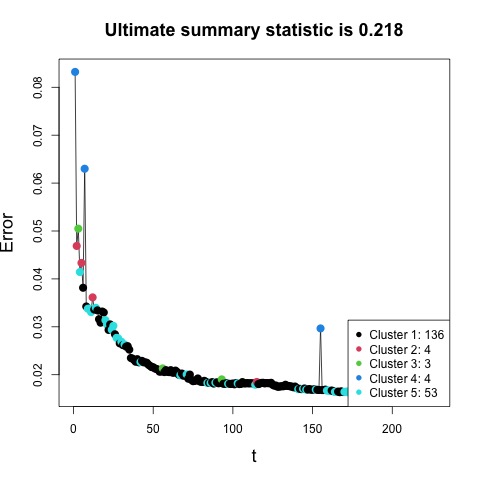 Ultimate summary statistic is 0.218
Error
0.08
0.07
0.06
0.05
0.04
0.03
0.02
Cluster 1: 136
Cluster 2: 4
Cluster 3: 3
Cluster 4: 4
Cluster 5: 53
0 50 100 150 200
t